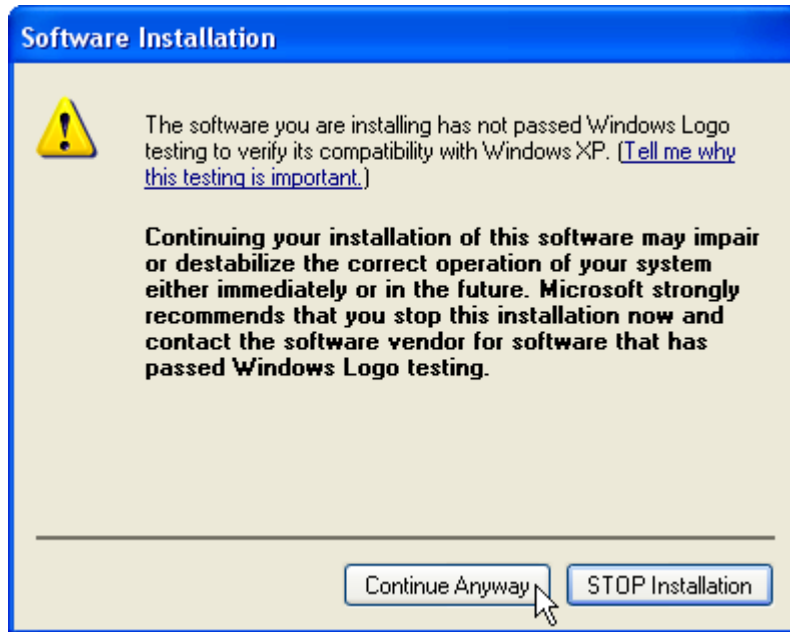 Software Installation
The software you are installing has not passed Windows Logo
testing to verify its compatibility with Windows XP. (Tell me why
this testing is important.)
Continuing your installation of this software may impair
or destabilize the correct operation of your system
either immediately or in the future. Microsoft strongly
recommends that you stop this installation now and
contact the software vendor for software that has
passed Windows Logo testing.
Continue Anyway
STOP Installation